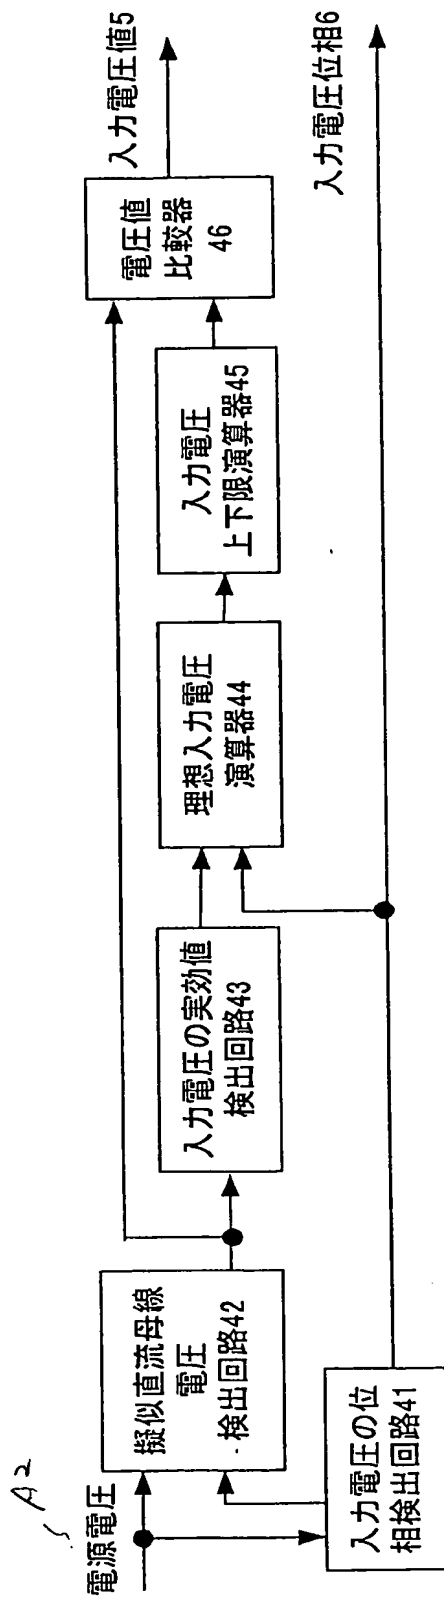 A2
電源電圧
擬似直流母線
電圧
検出回路42
入力電圧の位
相検出回路41
入力電圧の実効値
検出回路43
理想入力電圧
演算器44
入力電圧
上下限演算器45
電圧値
比較器
46
入力電圧値5
入力電圧位相6